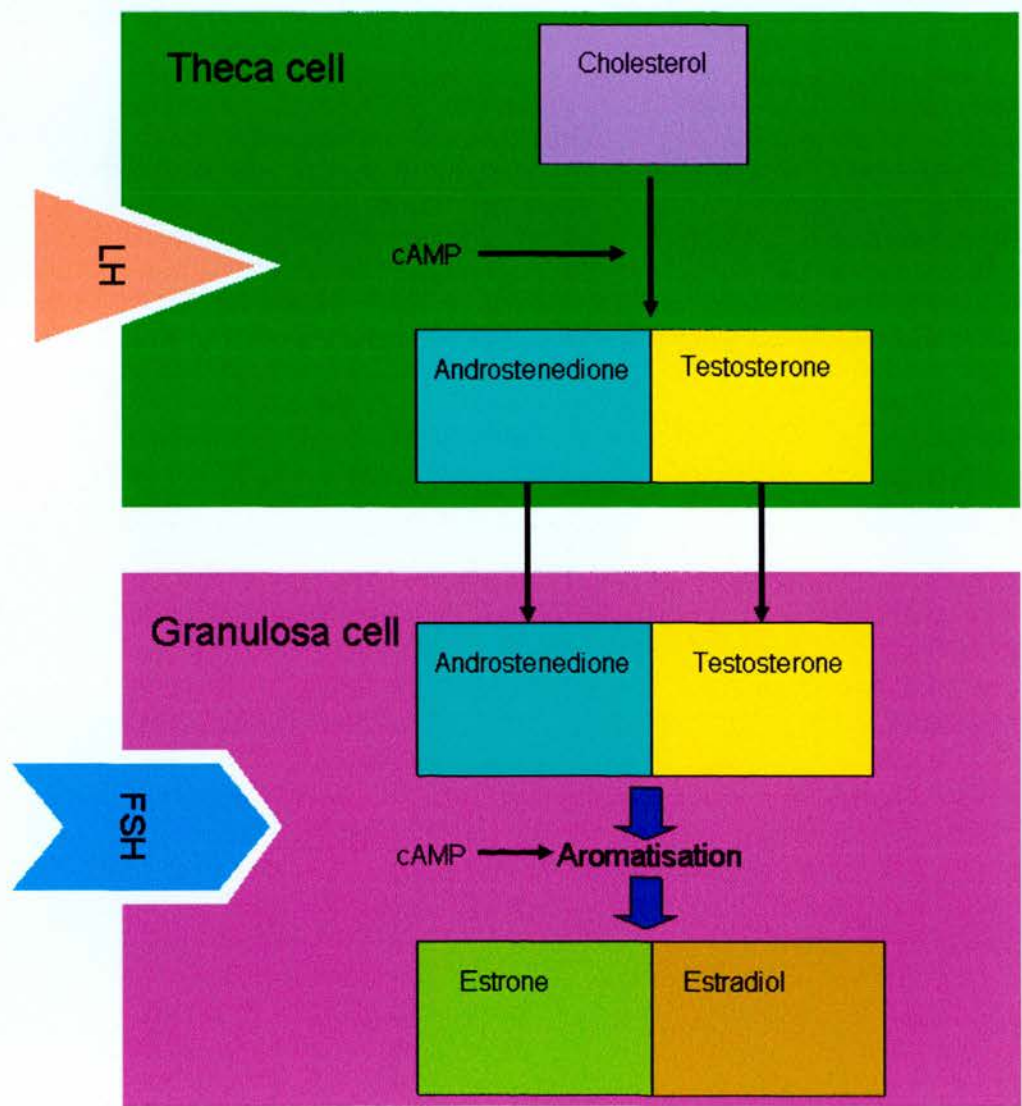 Theca cell
Cholesterol
LH
cAMP
Androstenedione
Testosterone
Granulosa cell
Androstenedione
Testosterone
FSH
cAMP
Aromatisation
Estrone
Estradiol